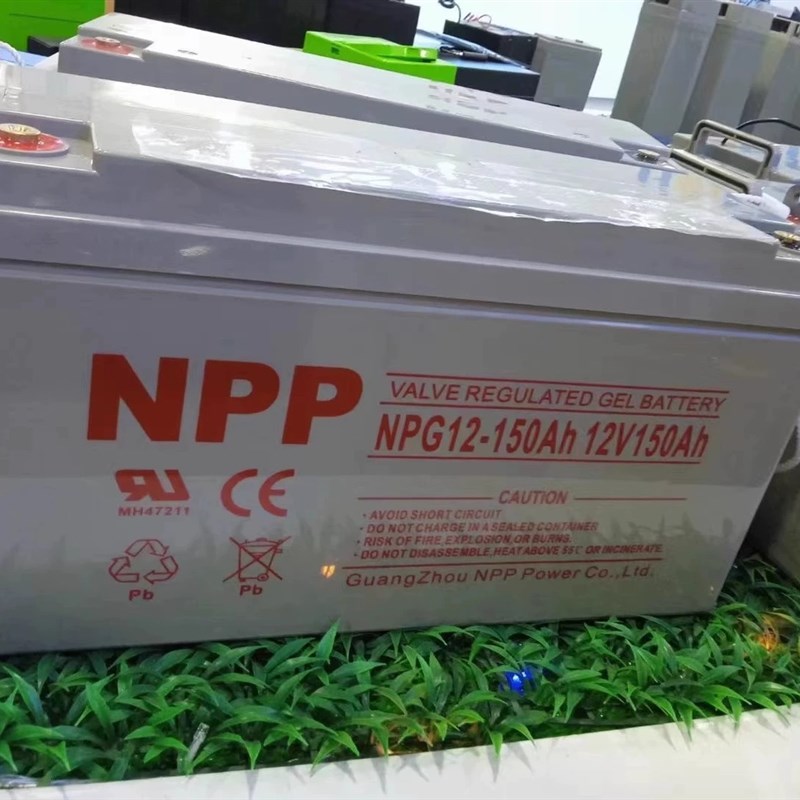 NPP
VALVE REGULATED GEL BATTERY
NPG12-150Ah 12V150Ah
MH47211
CE
CAUTION
· AVOID SHORT CIRCUIT
· DO NOT CHARGE IN A SEALED CONTAINER
· RISK OF FIRE,EXPLOSION,OR BURNS.
· DO NOT DISASSEMBLE,HEAT ABOVE 55℃ OR INCINERATE.
GuangZhou NPP Power Co.,Ltd.
Pb
Pb